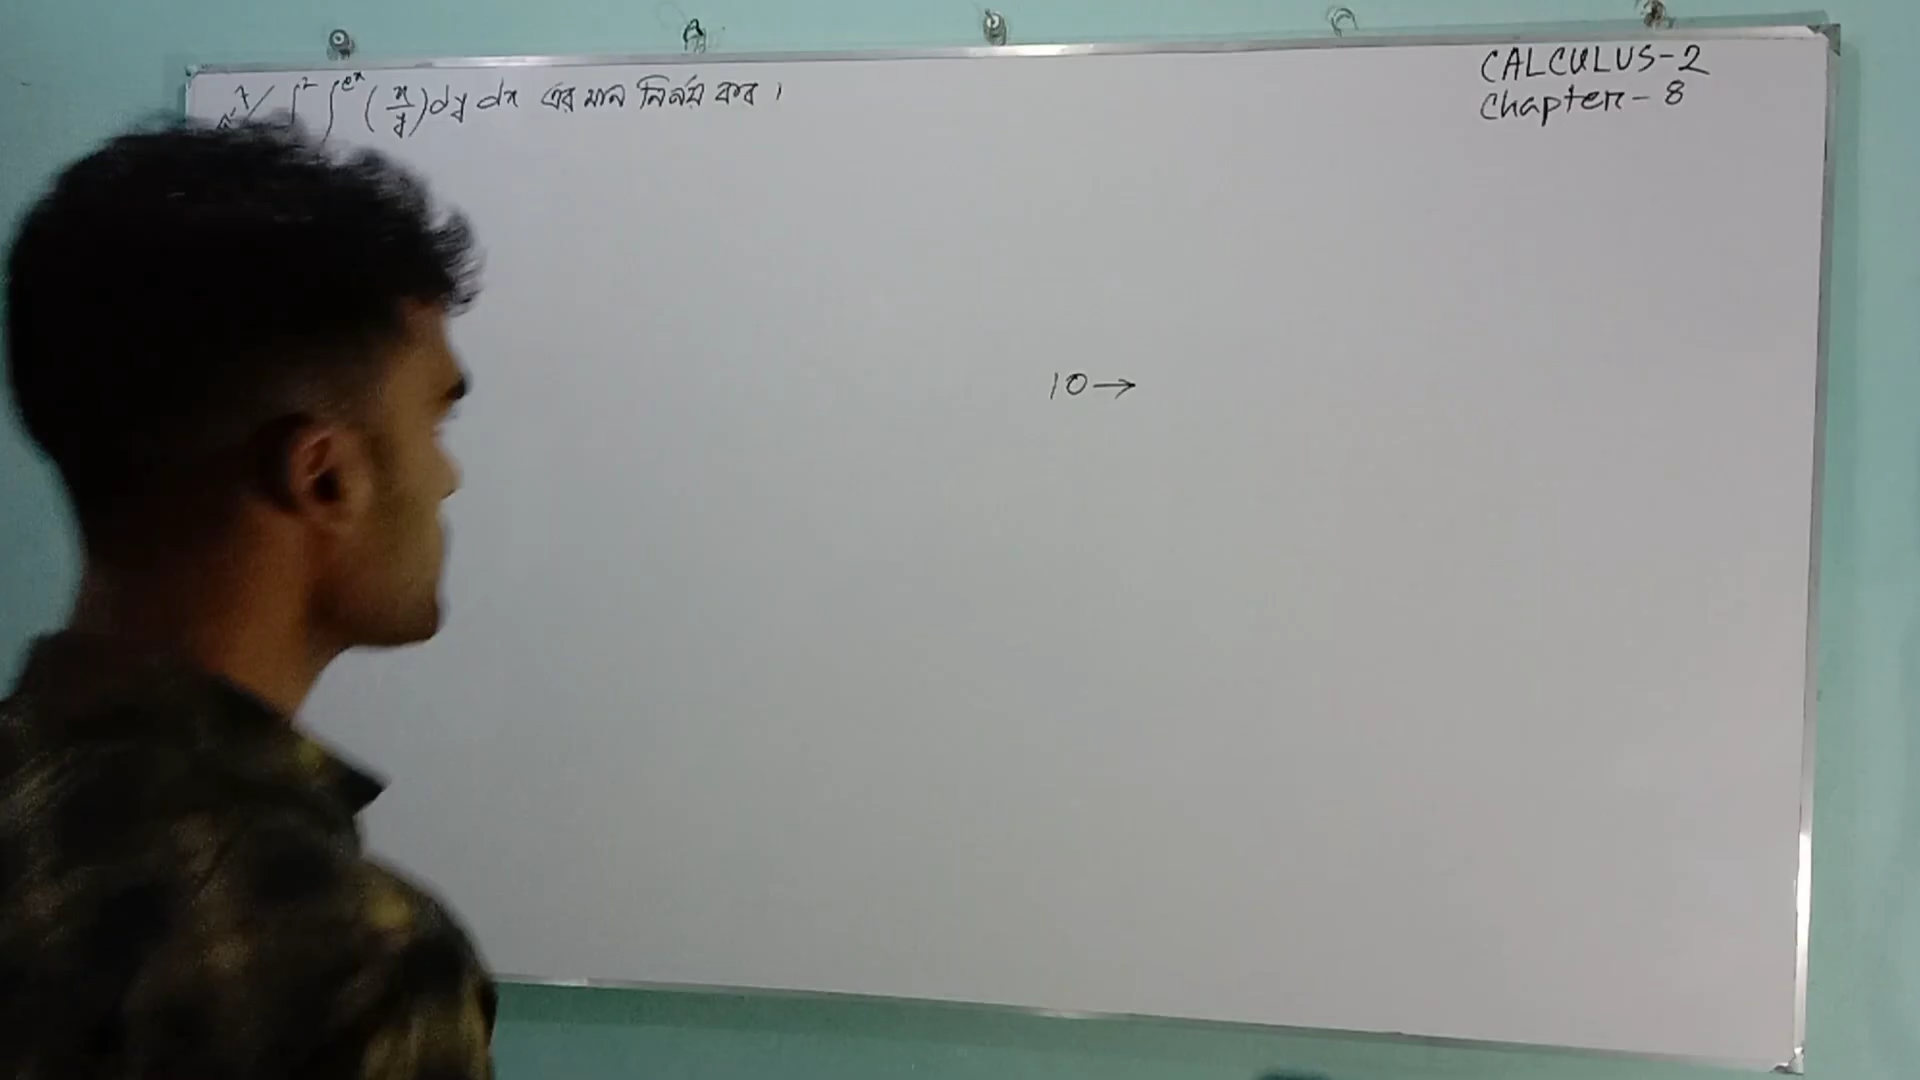 ∫² ∫^eˣ (x/y) dy dx এর মান নির্ণয় কর ।
CALCULUS-2
Chapter-8
10→